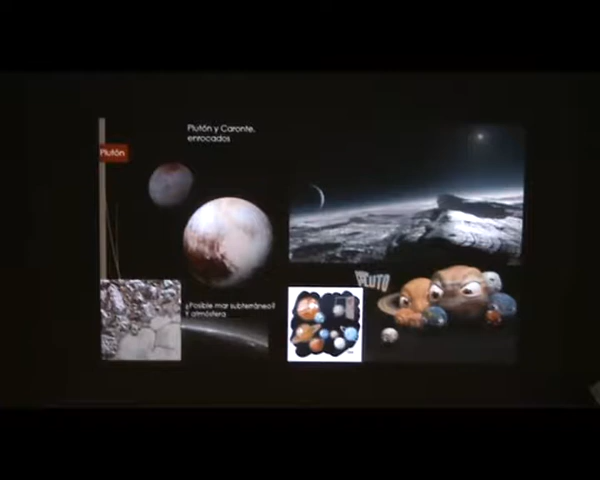 Plutón y Caronte,
enrocados
Plutón
¿Posible mar subterráneo?
Y atmósfera
PLUTO